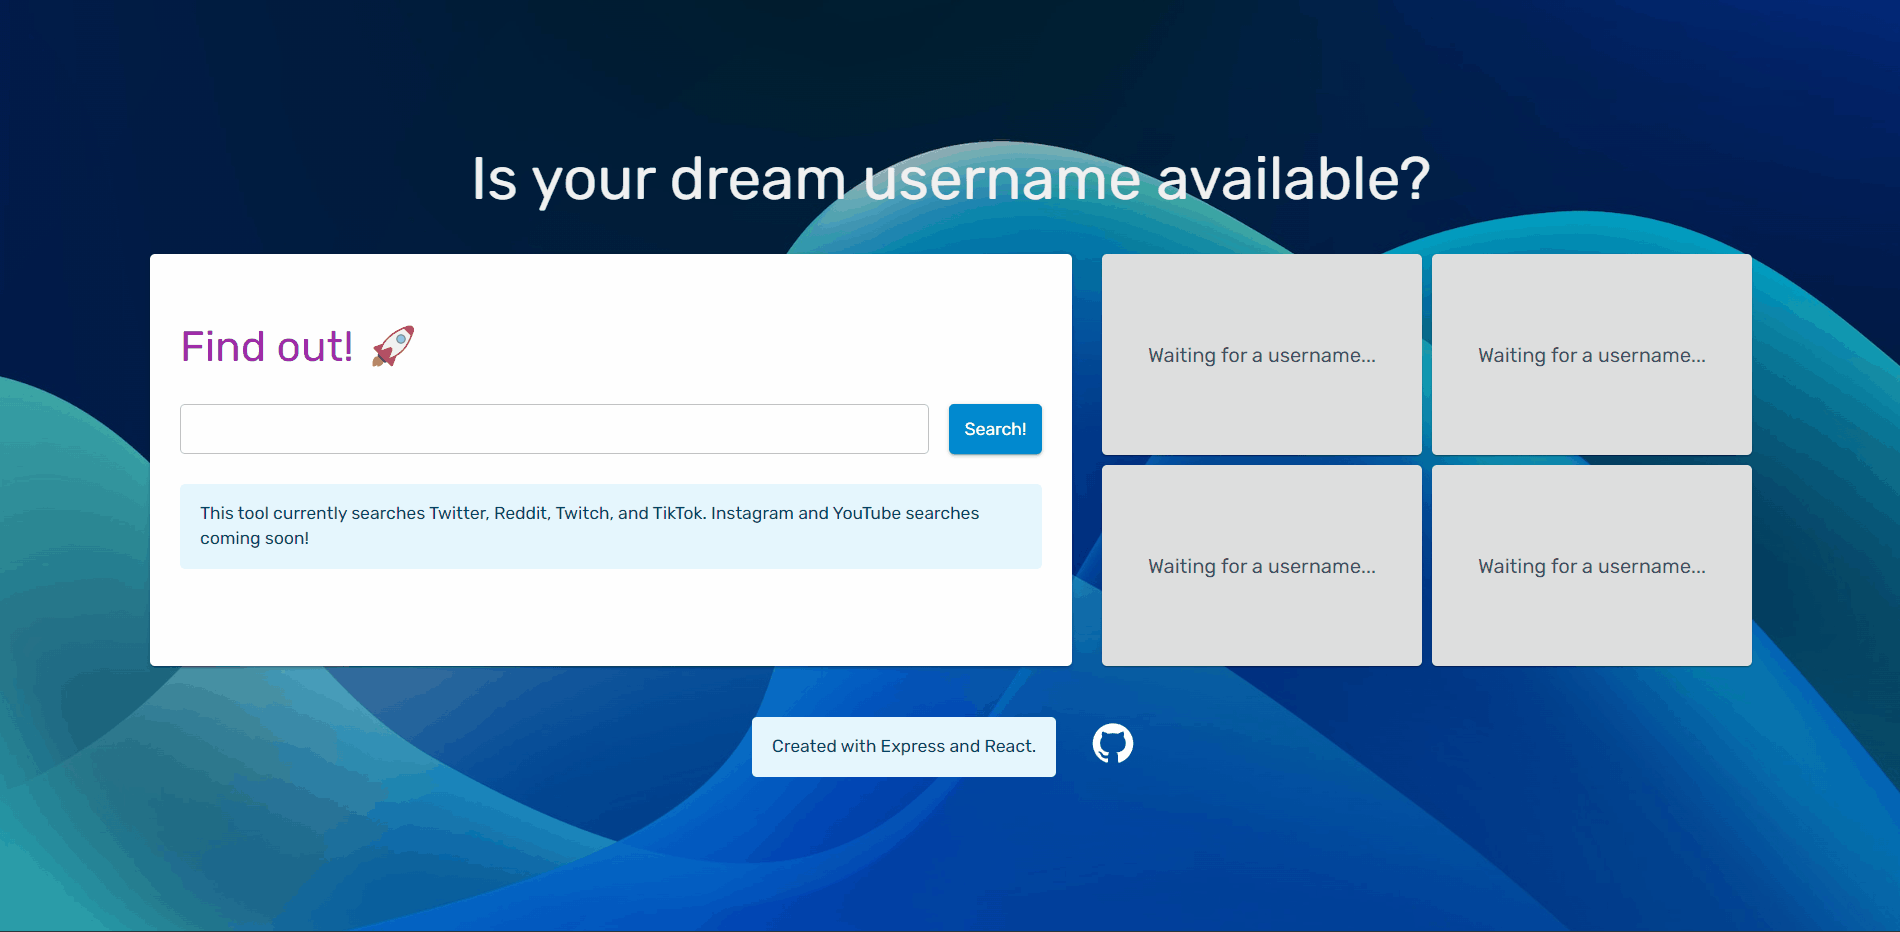 Is your dream username available?
Find out! 🚀
Search!
This tool currently searches Twitter, Reddit, Twitch, and TikTok. Instagram and YouTube searches
coming soon!
Waiting for a username...
Waiting for a username...
Waiting for a username...
Waiting for a username...
Created with Express and React.